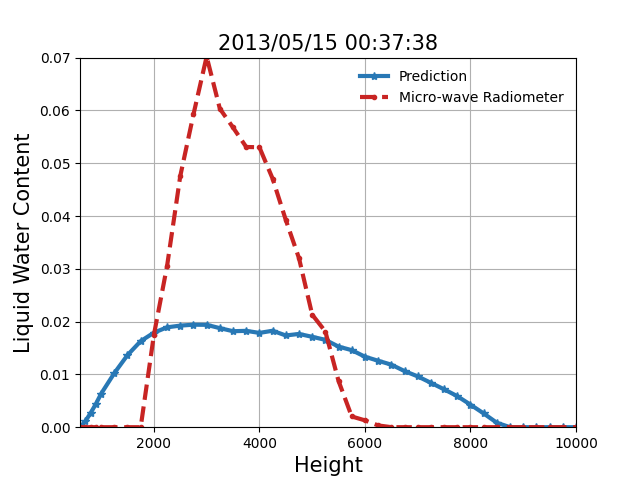 2013/05/15 00:37:38
0.07
0.06
0.05
0.04
0.03
0.02
0.01
0.00
Liquid Water Content
Prediction
Micro-wave Radiometer
2000 4000 6000 8000 10000
Height